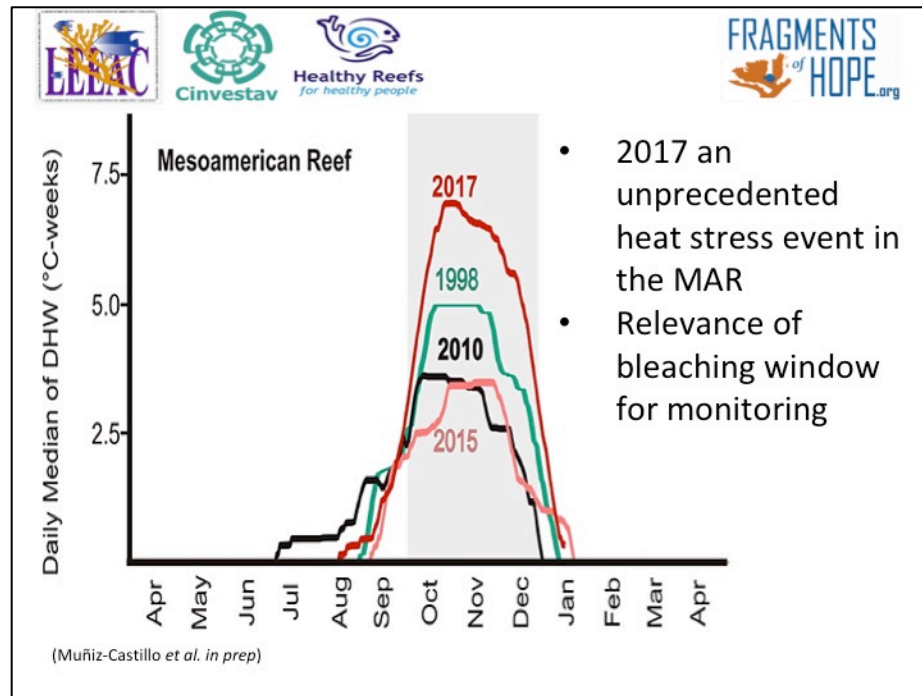 LEEAC
Cinvestav
Healthy Reefs
for healthy people
FRAGMENTS
of
HOPE.org
Daily Median of DHW (°C-weeks)
Mesoamerican Reef
7.5
5.0
2.5
2017
1998
2010
2015
Apr
May
Jun
Jul
Aug
Sep
Oct
Nov
Dec
Jan
Feb
Mar
Apr
• 2017 an
unprecedented
heat stress event in
the MAR
• Relevance of
bleaching window
for monitoring
(Muñiz-Castillo et al. in prep)